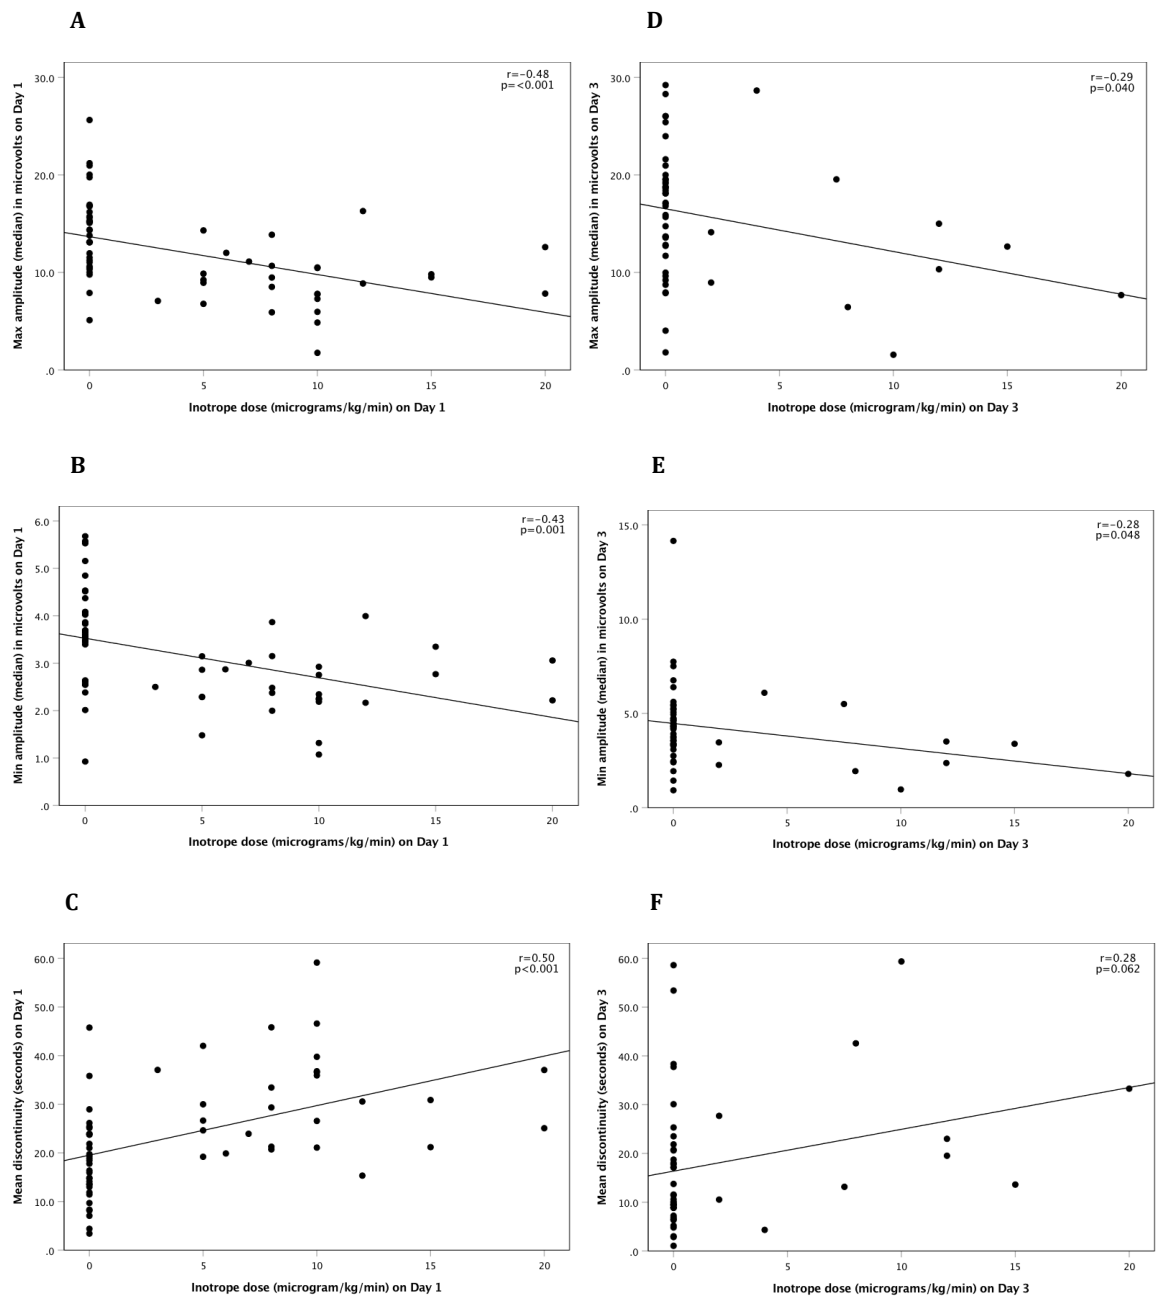 A
r=-0.48
p=<0.001
30.0
20.0
10.0
.0
Max amplitude (median) in microvolts on Day 1
0 5 10 15 20
Inotrope dose (micrograms/kg/min) on Day 1
D
r=-0.29
p=0.040
30.0
20.0
10.0
.0
Max amplitude (median) in microvolts on Day 3
0 5 10 15 20
Inotrope dose (microgram/kg/min) on Day 3
B
r=-0.43
p=0.001
6.0
5.0
4.0
3.0
2.0
1.0
.0
Min amplitude (median) in microvolts on Day 1
0 5 10 15 20
Inotrope dose (micrograms/kg/min) on Day 1
E
r=-0.28
p=0.048
15.0
10.0
5.0
.0
Min amplitude (median) in microvolts on Day 3
0 5 10 15 20
Inotrope dose (micrograms/kg/min) on Day 3
C
r=0.50
p<0.001
60.0
50.0
40.0
30.0
20.0
10.0
.0
Mean discontinuity (seconds) on Day 1
0 5 10 15 20
Inotrope dose (microgram/kg/min) on Day 1
F
r=0.28
p=0.062
60.0
50.0
40.0
30.0
20.0
10.0
.0
Mean discontinuity (seconds) on Day 3
0 5 10 15 20
Inotrope dose (microgram/kg/min) on Day 3